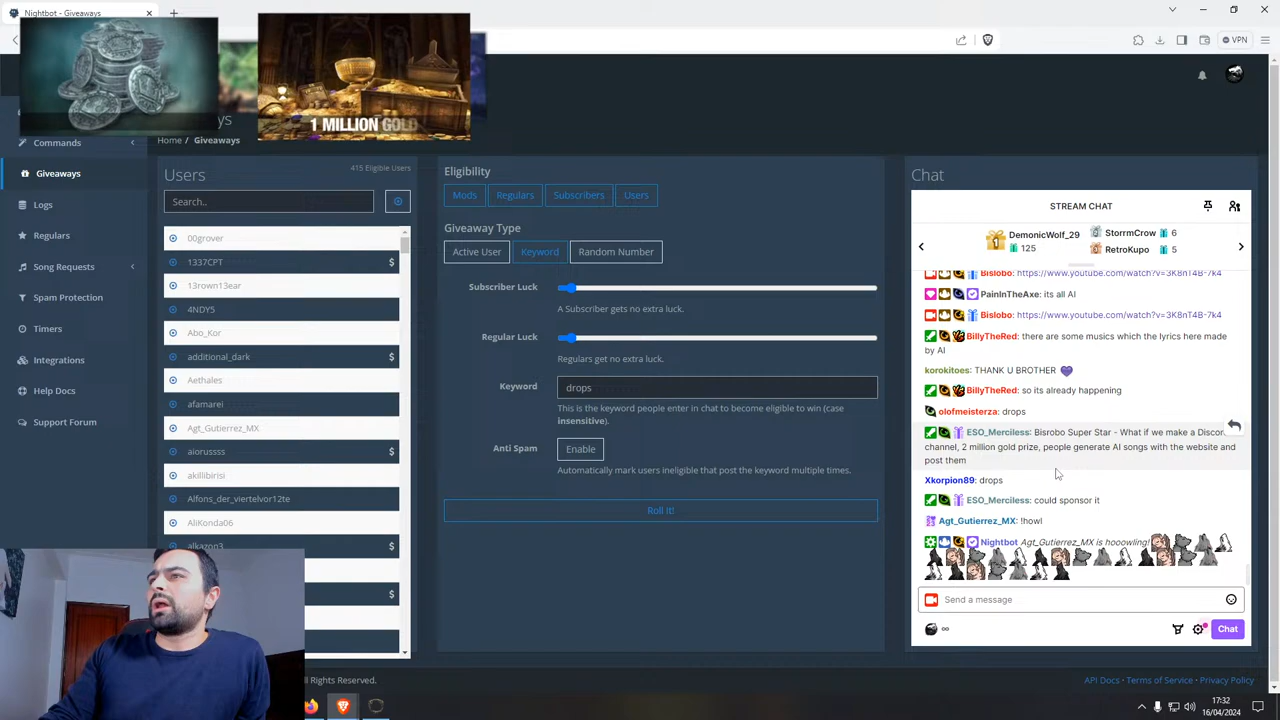 Nightbot - Giveaways
VPN
1 MILLION GOLD
Home / Giveaways
Commands
Giveaways
Logs
Regulars
Song Requests
Spam Protection
Timers
Integrations
Help Docs
Support Forum
Users
415 Eligible Users
Search..
00grover
1337CPT $
13rown13ear
4NDY5
Abo_Kor
additional_dark $
Aethales
afamarei
Agt_Gutierrez_MX
aiorussss $
akillibirisi
Alfons_der_viertelvor12te
AliKonda06
alkazon3 $
$
Eligibility
Mods
Regulars
Subscribers
Users
Giveaway Type
Active User
Keyword
Random Number
Subscriber Luck
A Subscriber gets no extra luck.
Regular Luck
Regulars get no extra luck.
Keyword
drops
This is the keyword people enter in chat to become eligible to win (case
insensitive).
Anti Spam
Enable
Automatically mark users ineligible that post the keyword multiple times.
Roll It!
Chat
STREAM CHAT
1
DemonicWolf_29
125
StorrmCrow 6
RetroKupo 5
Bislobo: https://www.youtube.com/watch?v=3K8nT4B-7k4
PainInTheAxe: its all AI
Bislobo: https://www.youtube.com/watch?v=3K8nT4B-7k4
BillyTheRed: there are some musics which the lyrics here made
by AI
korokitoes: THANK U BROTHER
BillyTheRed: so its already happening
olofmeisterza: drops
ESO_Merciless: Bisrobo Super Star - What if we make a Discord
channel, 2 million gold prize, people generate AI songs with the website and
post them
Xkorpion89: drops
ESO_Merciless: could sponsor it
Agt_Gutierrez_MX: !howl
Nightbot Agt_Gutierrez_MX is hooowling!
Send a message
∞
Chat
ll Rights Reserved.
API Docs · Terms of Service · Privacy Policy
17:32
16/04/2024